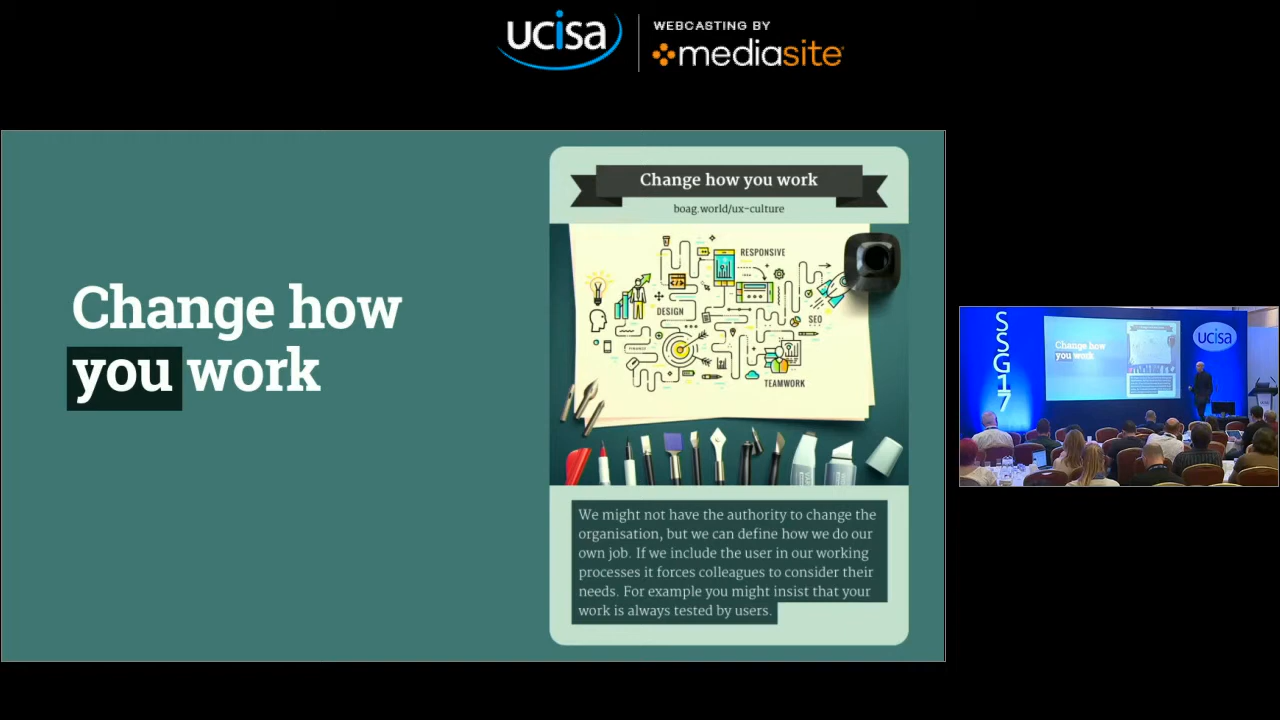 ucisa
WEBCASTING BY
mediasite
Change how
you work
Change how you work
boag.world/ux-culture
RESPONSIVE
DESIGN
SEO
TEAMWORK
We might not have the authority to change the
organisation, but we can define how we do our
own job. If we include the user in our working
processes it forces colleagues to consider their
needs. For example you might insist that your
work is always tested by users.
SSG17
Change how
you work
ucisa